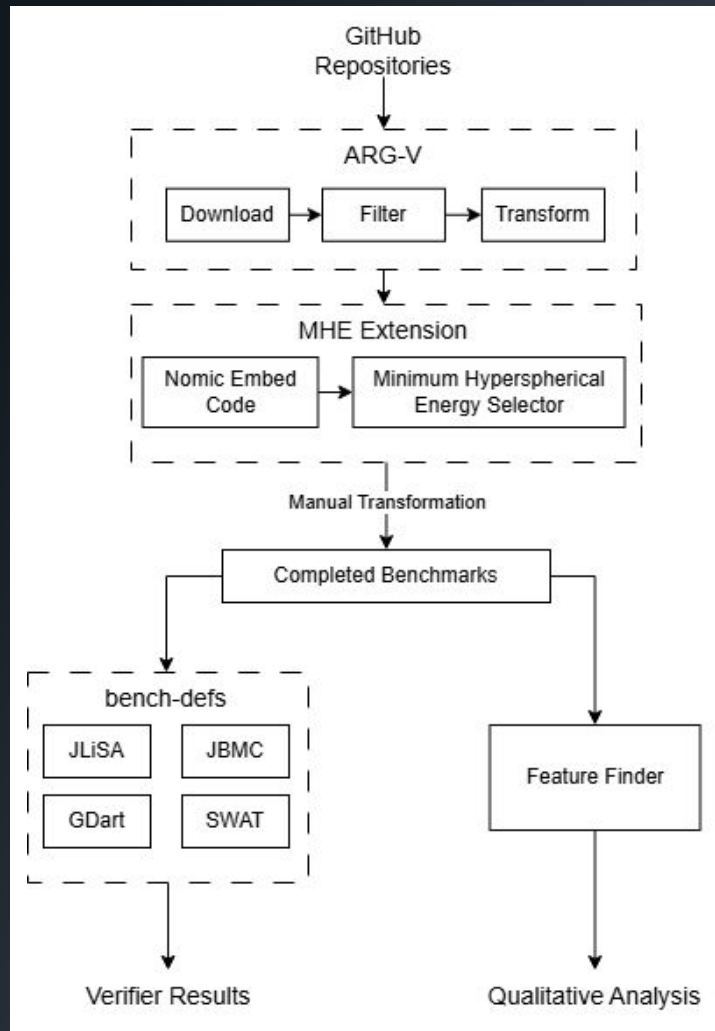 GitHub
Repositories
ARG-V
Download
Filter
Transform
MHE Extension
Nomic Embed
Code
Minimum Hyperspherical
Energy Selector
Manual Transformation
Completed Benchmarks
bench-defs
JLiSA
JBMC
GDart
SWAT
Feature Finder
Verifier Results
Qualitative Analysis